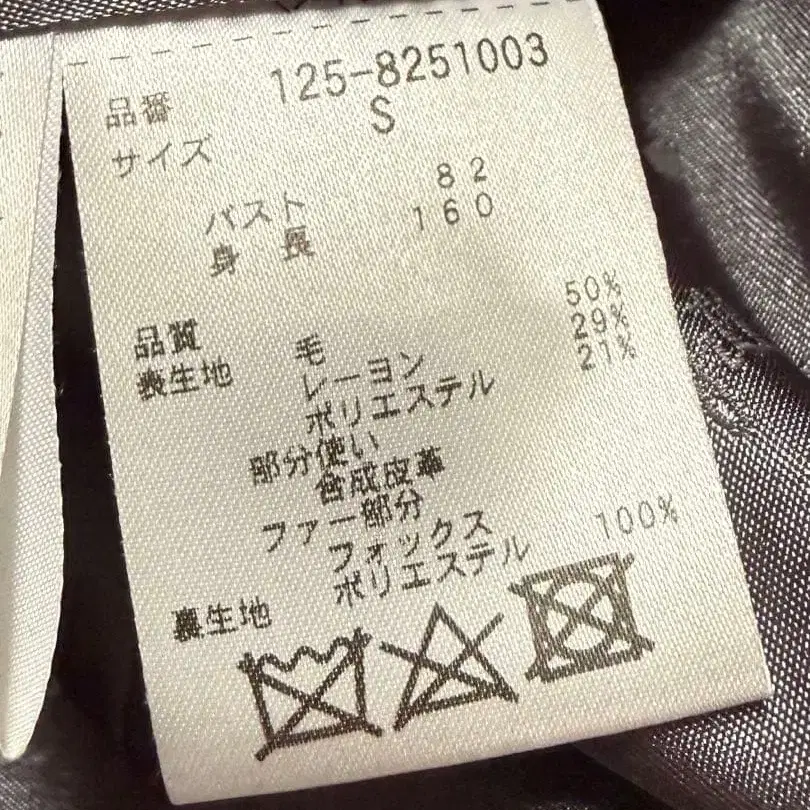 品番 125-8251003
サイズ S
バスト 82
身長 160
品質
表生地 毛 50%
レーヨン 29%
ポリエステル 21%
部分使い
合成皮革
ファー部分
フォックス
裏生地 ポリエステル 100%